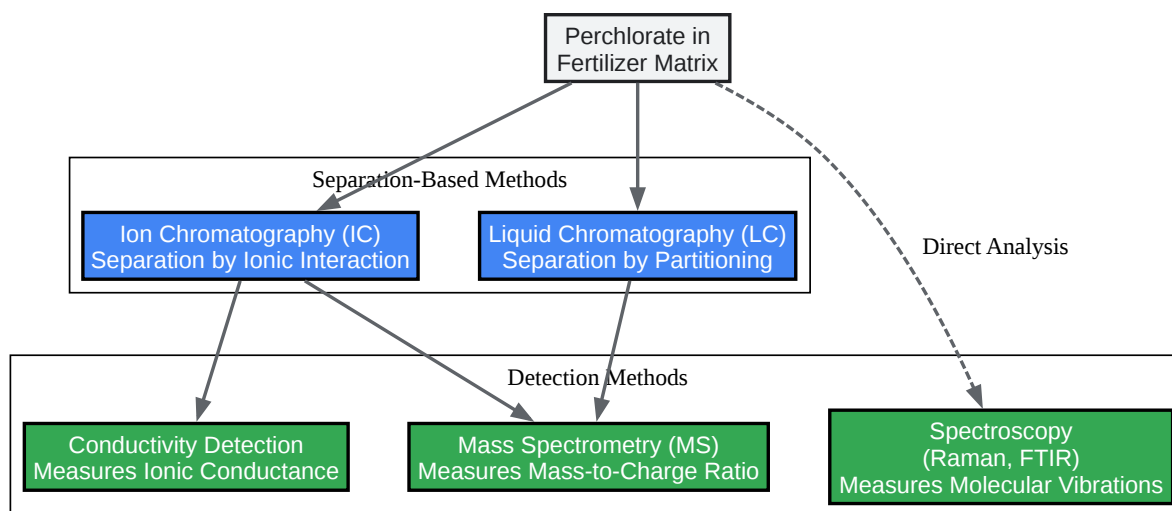 Perchlorate in
Fertilizer Matrix
Separation-Based Methods
Ion Chromatography (IC)
Separation by Ionic Interaction
Liquid Chromatography (LC)
Separation by Partitioning
Direct Analysis
Detection Methods
Conductivity Detection
Measures Ionic Conductance
Mass Spectrometry (MS)
Measures Mass-to-Charge Ratio
Spectroscopy
(Raman, FTIR)
Measures Molecular Vibrations